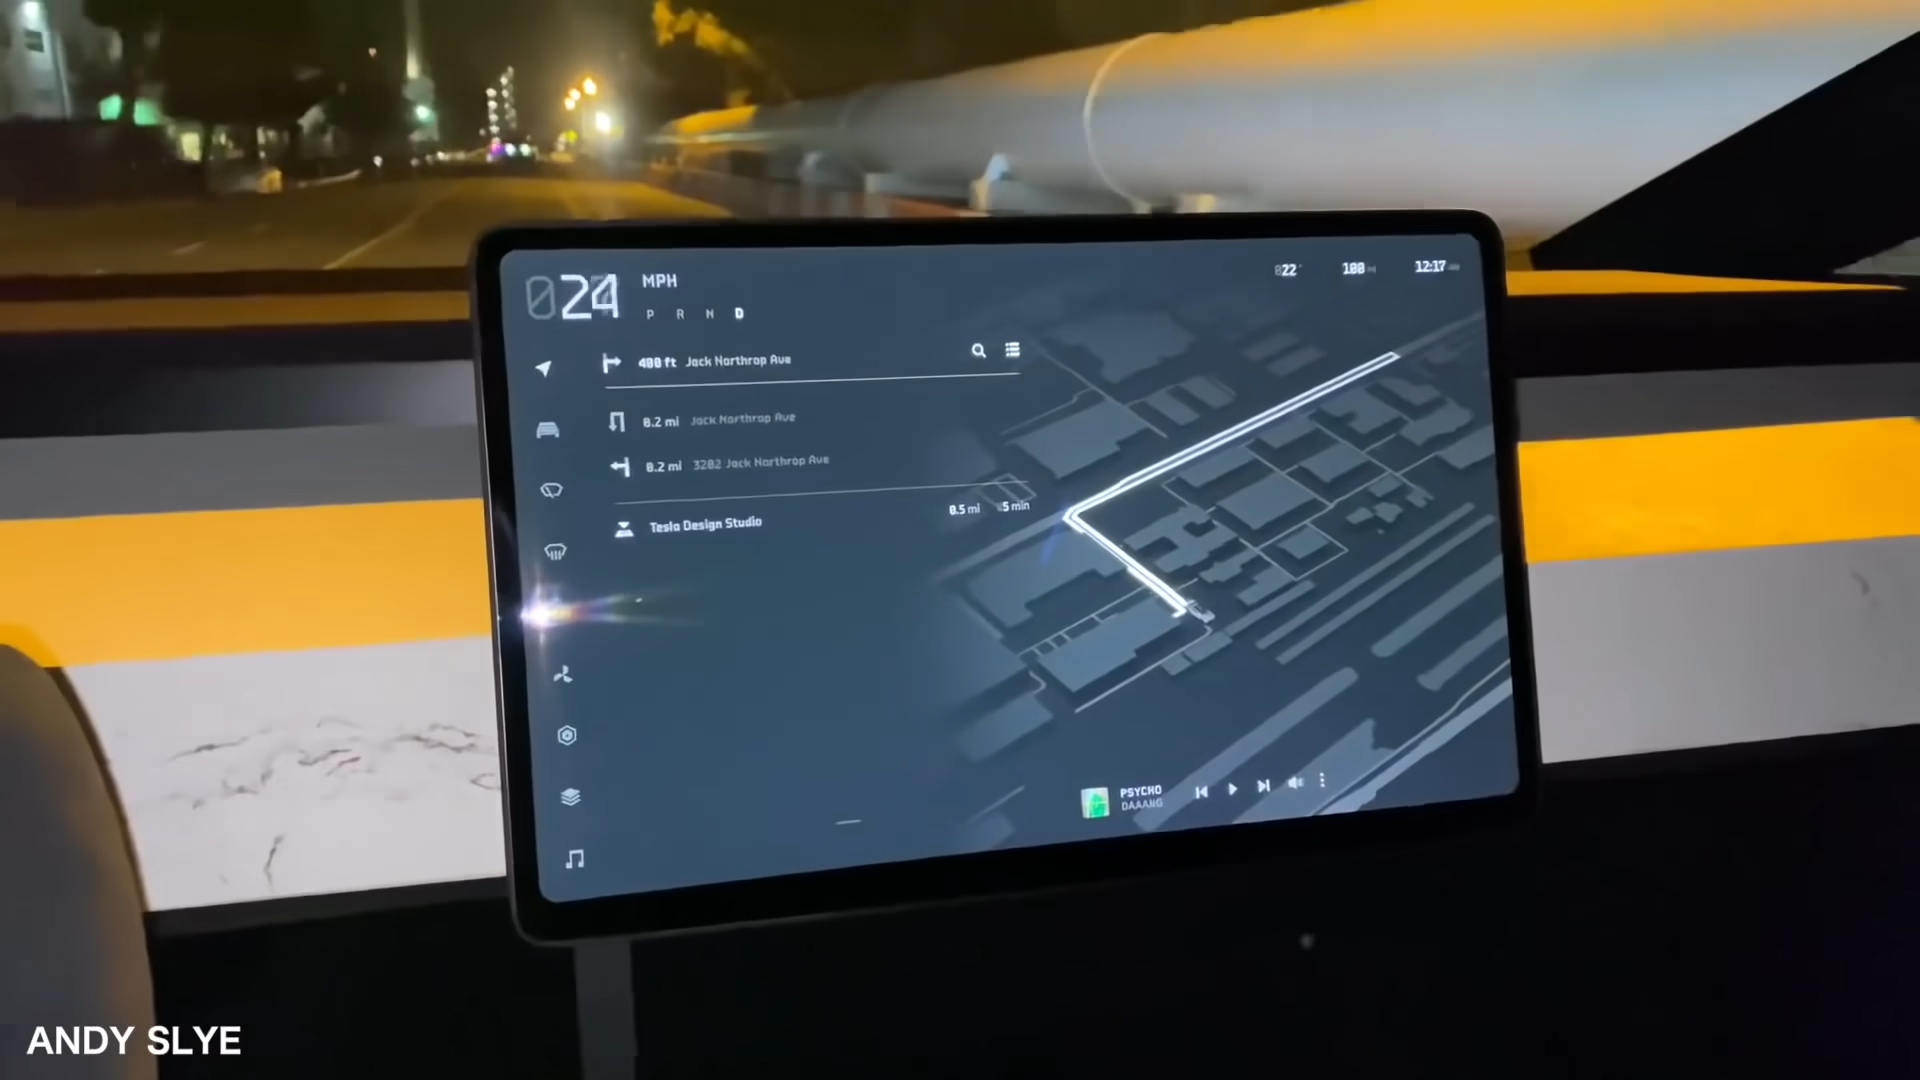 024 MPH
P R N D
22° 100 12:17
400 ft Jack Northrop Ave
0.2 mi Jack Northrop Ave
0.2 mi 3202 Jack Northrop Ave
Tesla Design Studio 0.5 mi 5 min
PSYCHO
DAAANG
ANDY SLYE